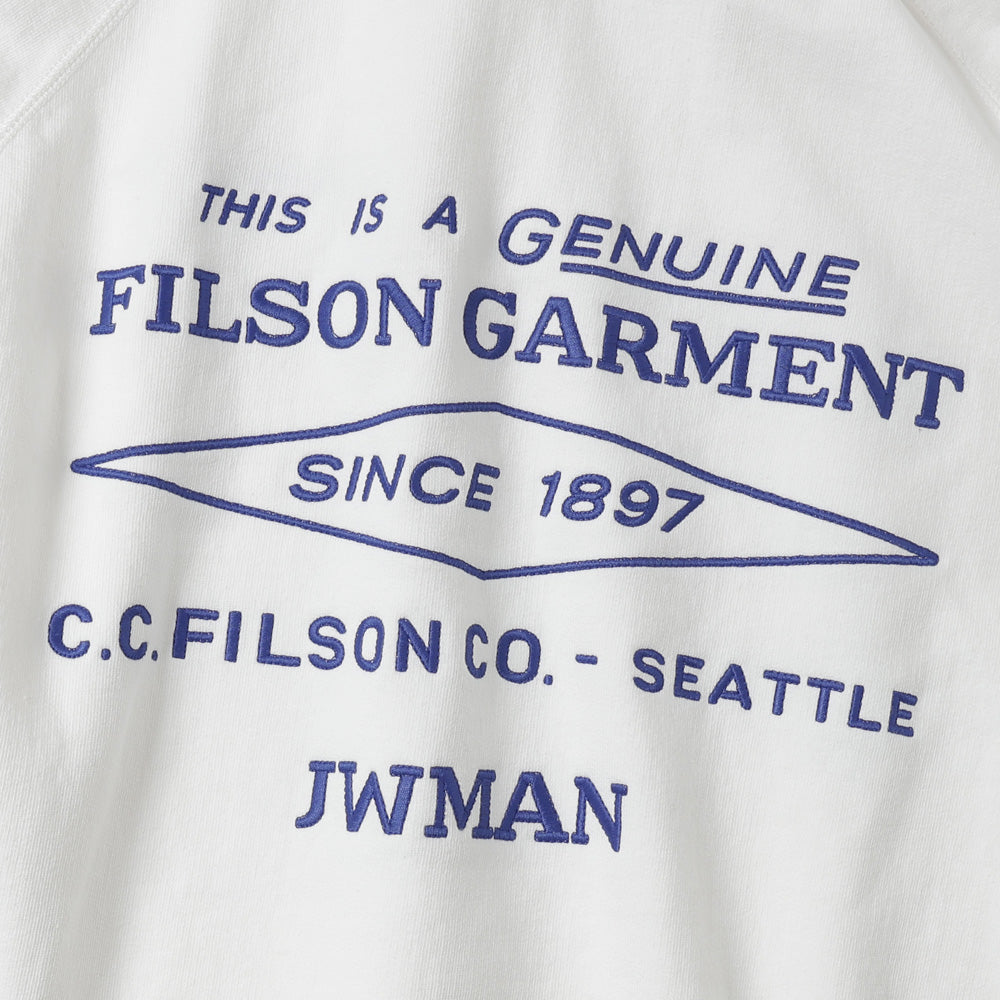 THIS IS A GENUINE
FILSON GARMENT
SINCE 1897
C.C.FILSON CO. - SEATTLE
JWMAN